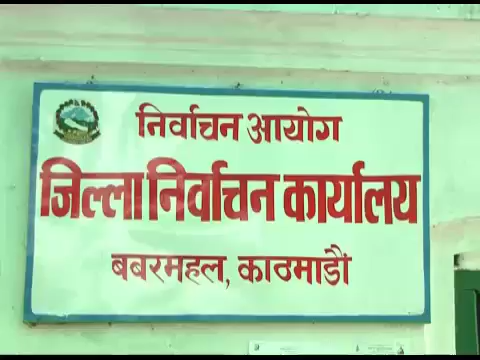 निर्वाचन आयोग
जिल्ला निर्वाचन कार्यालय
बबरमहल, काठमाडौं